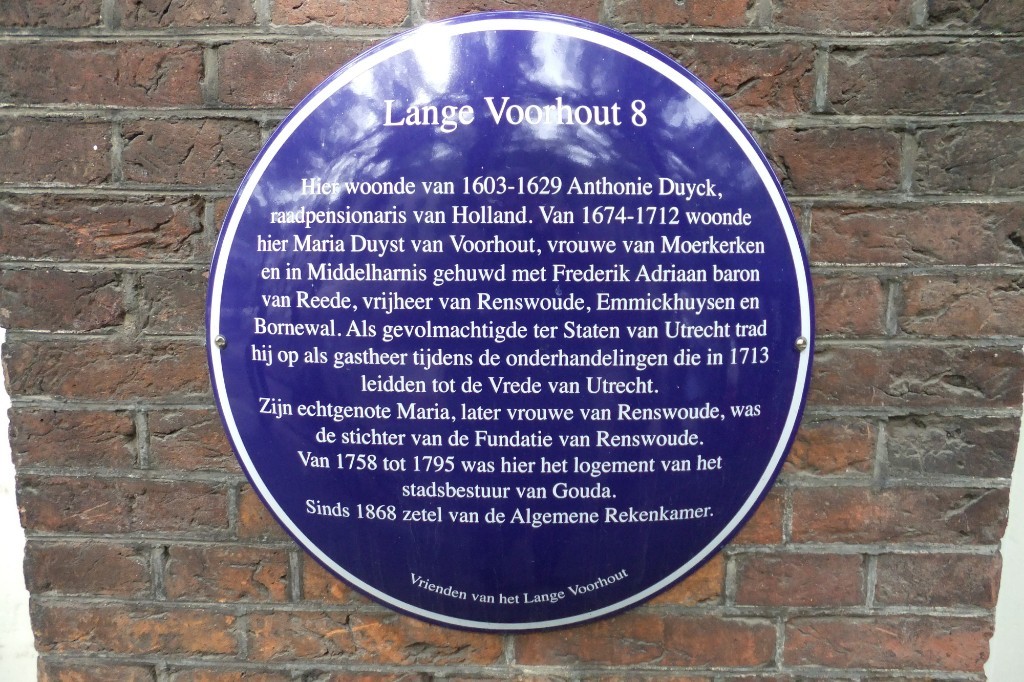 Lange Voorhout 8
Hier woonde van 1603-1629 Anthonie Duyck,
raadpensionaris van Holland. Van 1674-1712 woonde
hier Maria Duyst van Voorhout, vrouwe van Moerkerken
en in Middelharnis gehuwd met Frederik Adriaan baron
van Reede, vrijheer van Renswoude, Emmickhuysen en
Bornewal. Als gevolmachtigde ter Staten van Utrecht trad
hij op als gastheer tijdens de onderhandelingen die in 1713
leidden tot de Vrede van Utrecht.
Zijn echtgenote Maria, later vrouwe van Renswoude, was
de stichter van de Fundatie van Renswoude.
Van 1758 tot 1795 was hier het logement van het
stadsbestuur van Gouda.
Sinds 1868 zetel van de Algemene Rekenkamer.
Vrienden van het Lange Voorhout